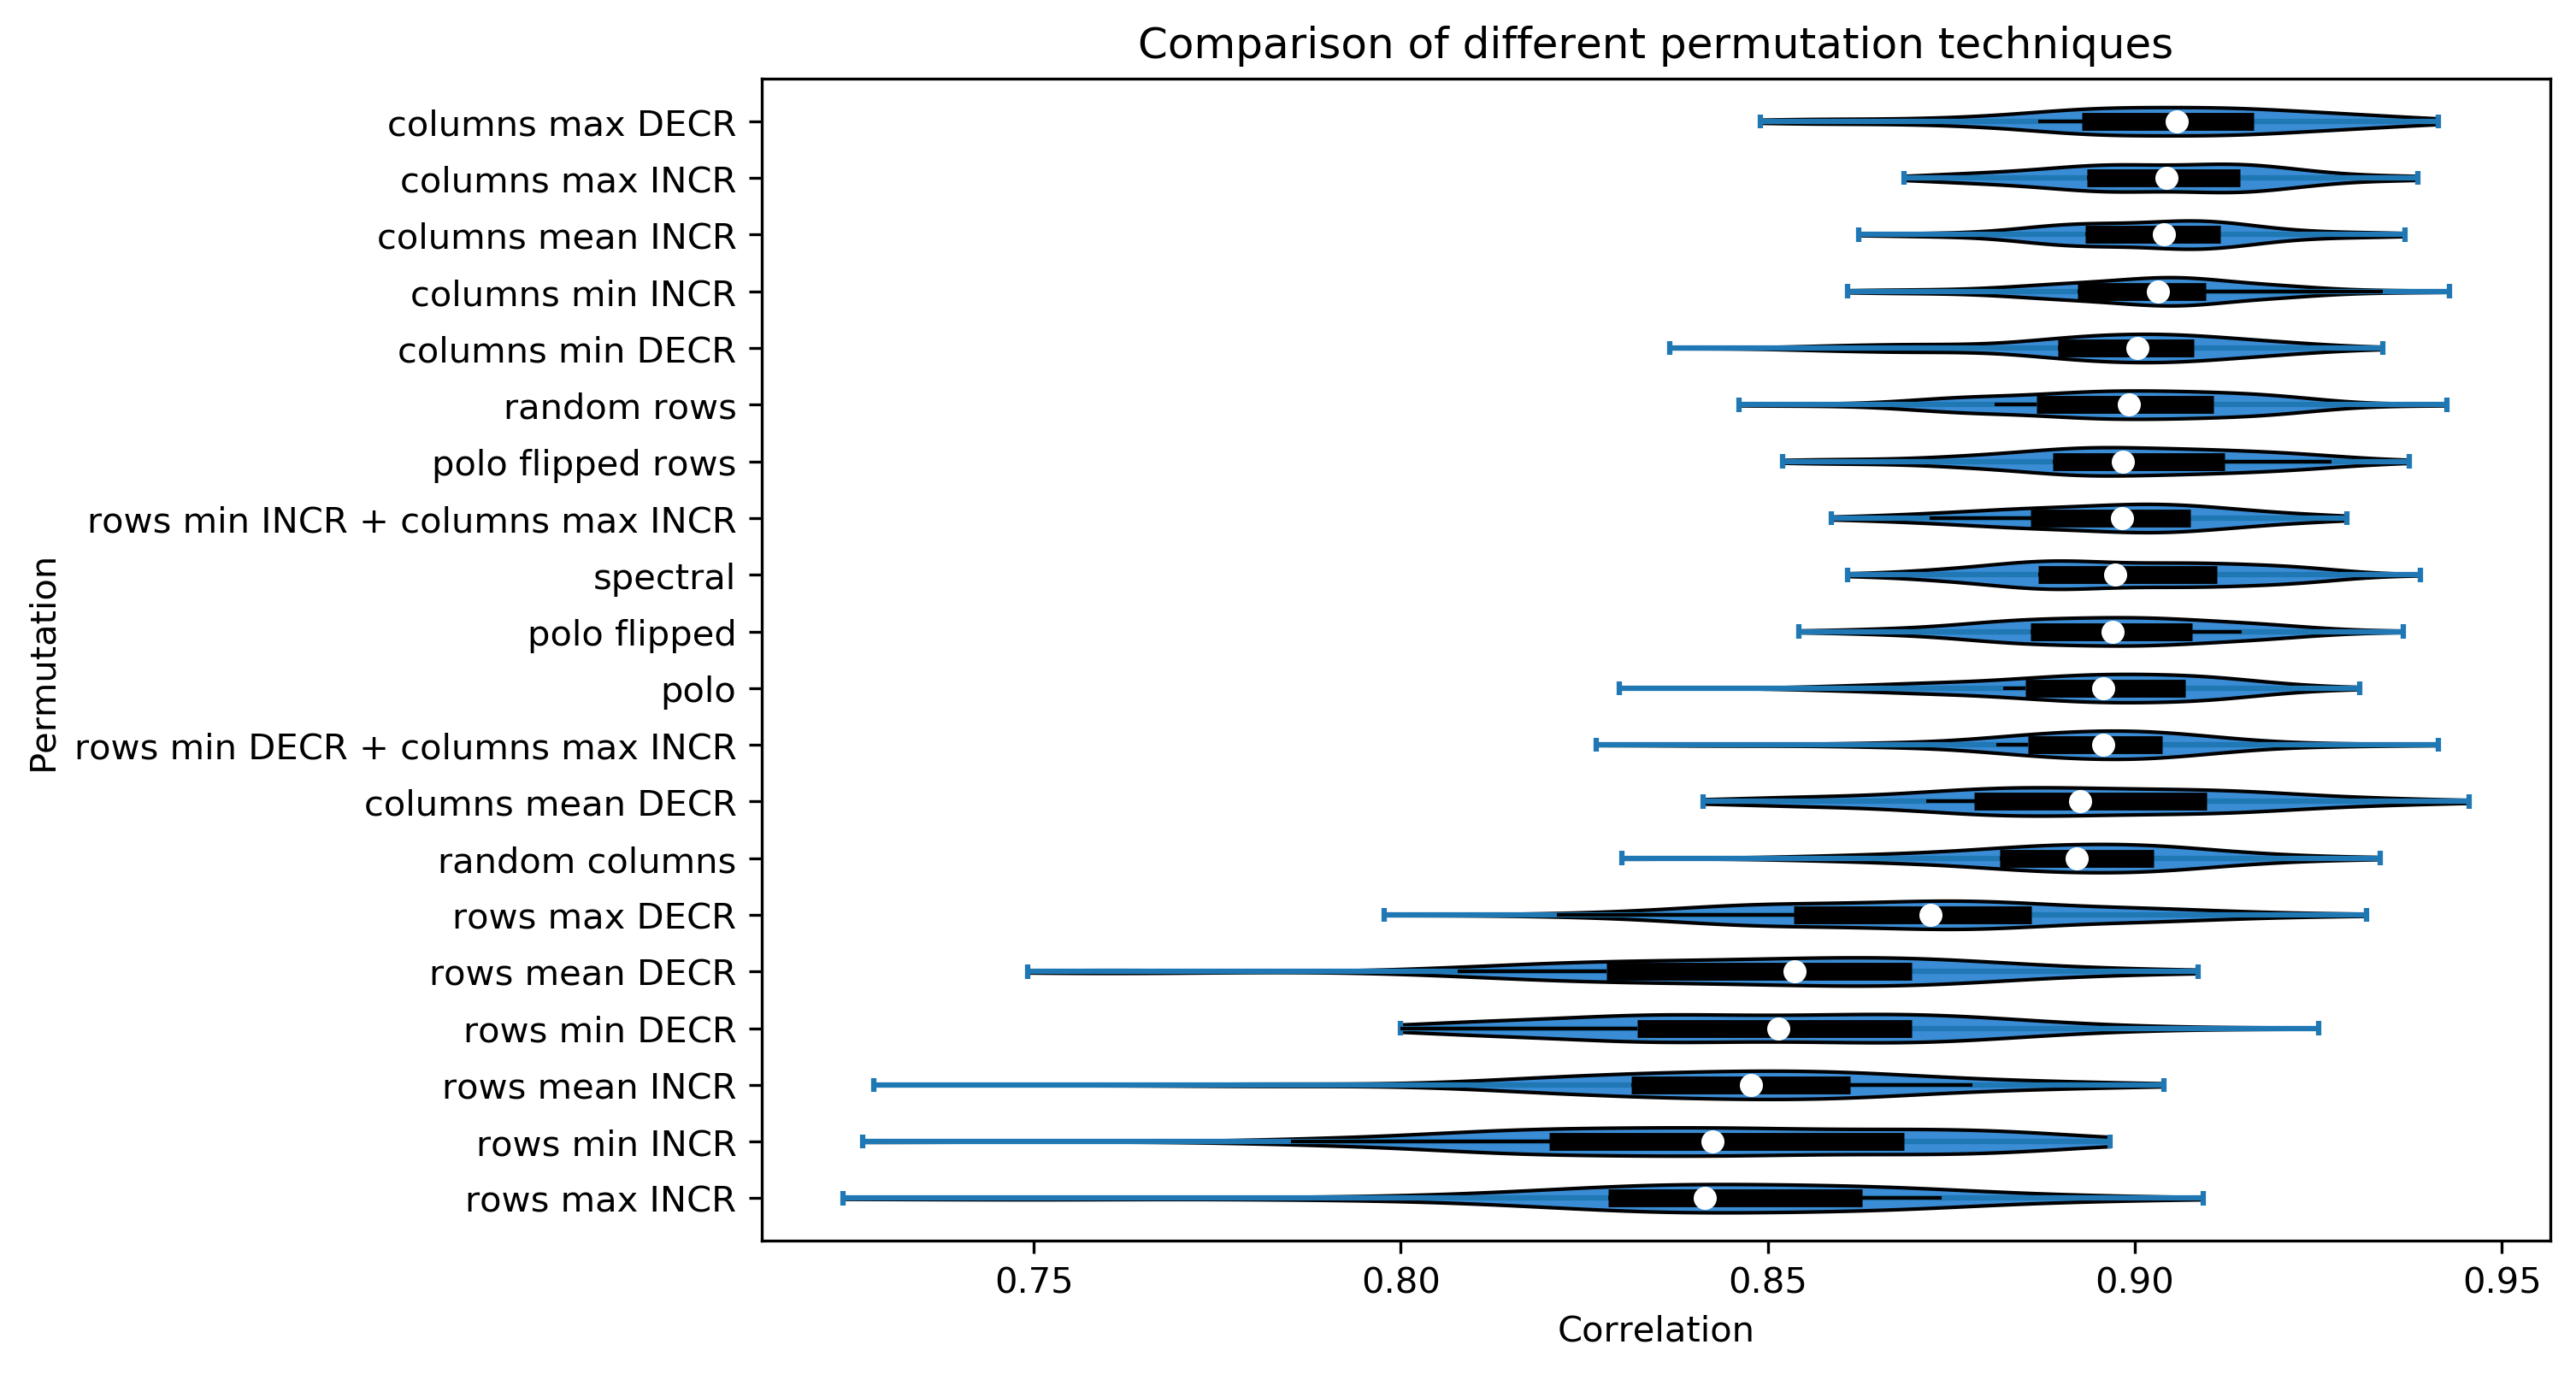 Comparison of different permutation techniques
Permutation
columns max DECR
columns max INCR
columns mean INCR
columns min INCR
columns min DECR
random rows
polo flipped rows
rows min INCR + columns max INCR
spectral
polo flipped
polo
rows min DECR + columns max INCR
columns mean DECR
random columns
rows max DECR
rows mean DECR
rows min DECR
rows mean INCR
rows min INCR
rows max INCR
0.75 0.80 0.85 0.90 0.95
Correlation